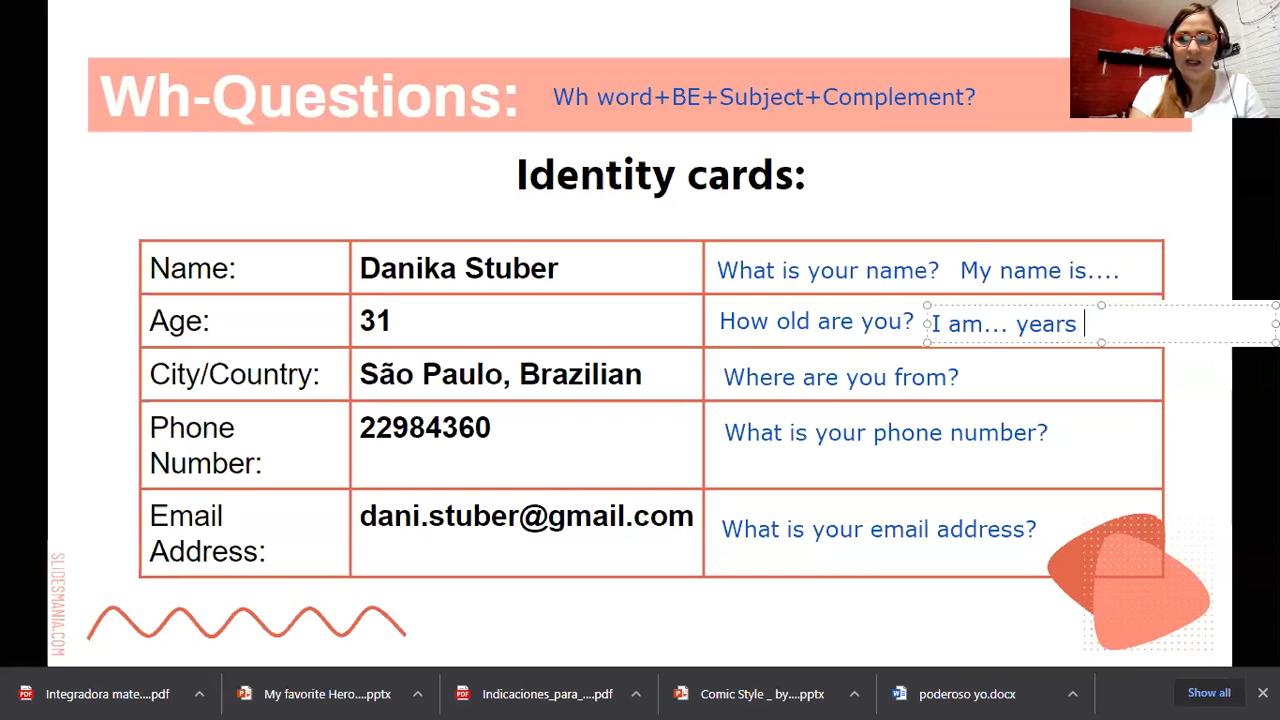 Wh-Questions: Wh word+BE+Subject+Complement?
Identity cards:
Name: Danika Stuber What is your name? My name is....
Age: 31 How old are you? I am... years
City/Country: São Paulo, Brazilian Where are you from?
Phone
Number: 22984360 What is your phone number?
Email
Address: dani.stuber@gmail.com What is your email address?
SLIDESMANIA.COM
Integradora mate....pdf My favorite Hero....pptx Indicaciones_para_....pdf Comic Style _ by....pptx poderoso yo.docx Show all